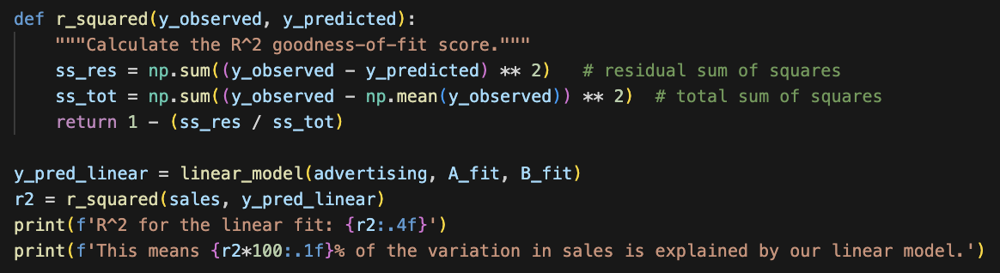 def r_squared(y_observed, y_predicted):
    """Calculate the R^2 goodness-of-fit score."""
    ss_res = np.sum((y_observed - y_predicted) ** 2)   # residual sum of squares
    ss_tot = np.sum((y_observed - np.mean(y_observed)) ** 2)  # total sum of squares
    return 1 - (ss_res / ss_tot)

y_pred_linear = linear_model(advertising, A_fit, B_fit)
r2 = r_squared(sales, y_pred_linear)
print(f'R^2 for the linear fit: {r2:.4f}')
print(f'This means {r2*100:.1f}% of the variation in sales is explained by our linear model.')